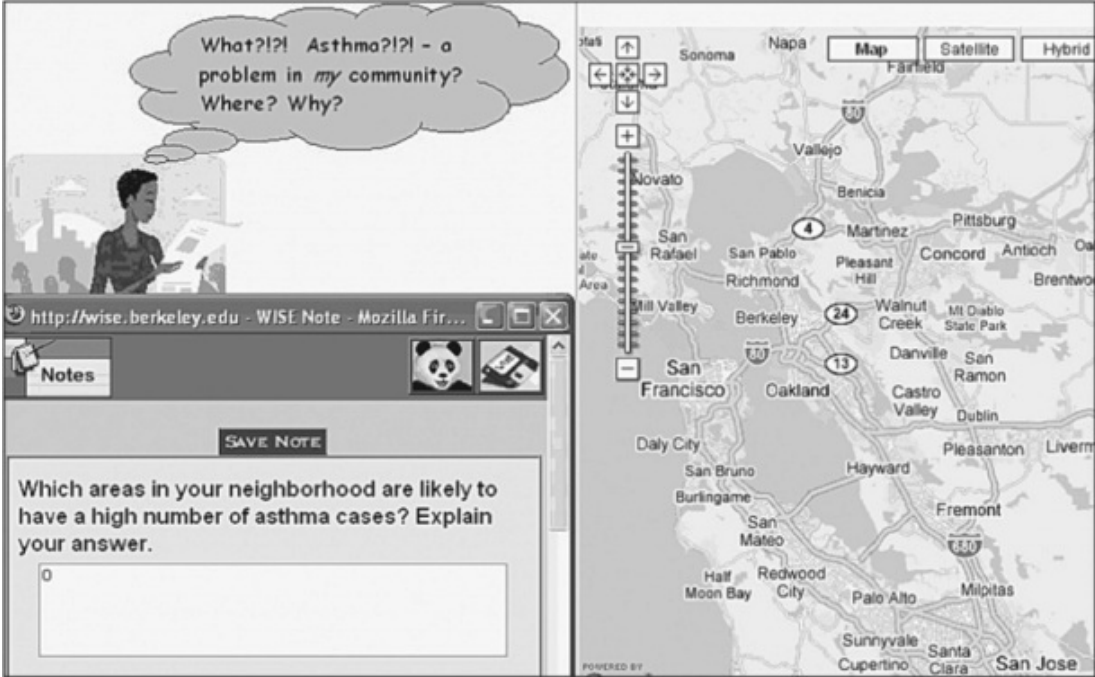 What?!?! Asthma?!?! - a
problem in my community?
Where? Why?
http://wise.berkeley.edu - WISE Note - Mozilla Fir...
Notes
SAVE NOTE
Which areas in your neighborhood are likely to
have a high number of asthma cases? Explain
your answer.
0
Map
Satellite
Hybrid
Napa
Sonoma
Fairfield
80
Vallejo
Novato
Benicia
4
Martinez
Pittsburg
San
Rafael
San Pablo
Pleasant
Hill
Concord
Antioch
Oa
Area
Richmond
Brentwo
Mill Valley
Berkeley
24
Walnut
Creek
Mt Diablo
State Park
80
13
Danville
San
Ramon
San
Francisco
Oakland
Castro
Valley
Dublin
Daly City
Pleasanton
Liverm
San Bruno
Hayward
Burlingame
Fremont
San
Mateo
Half
Moon Bay
Redwood
City
Palo Alto
Milpitas
Sunnyvale
Santa
Clara
San Jose
Cupertino
POWERED BY